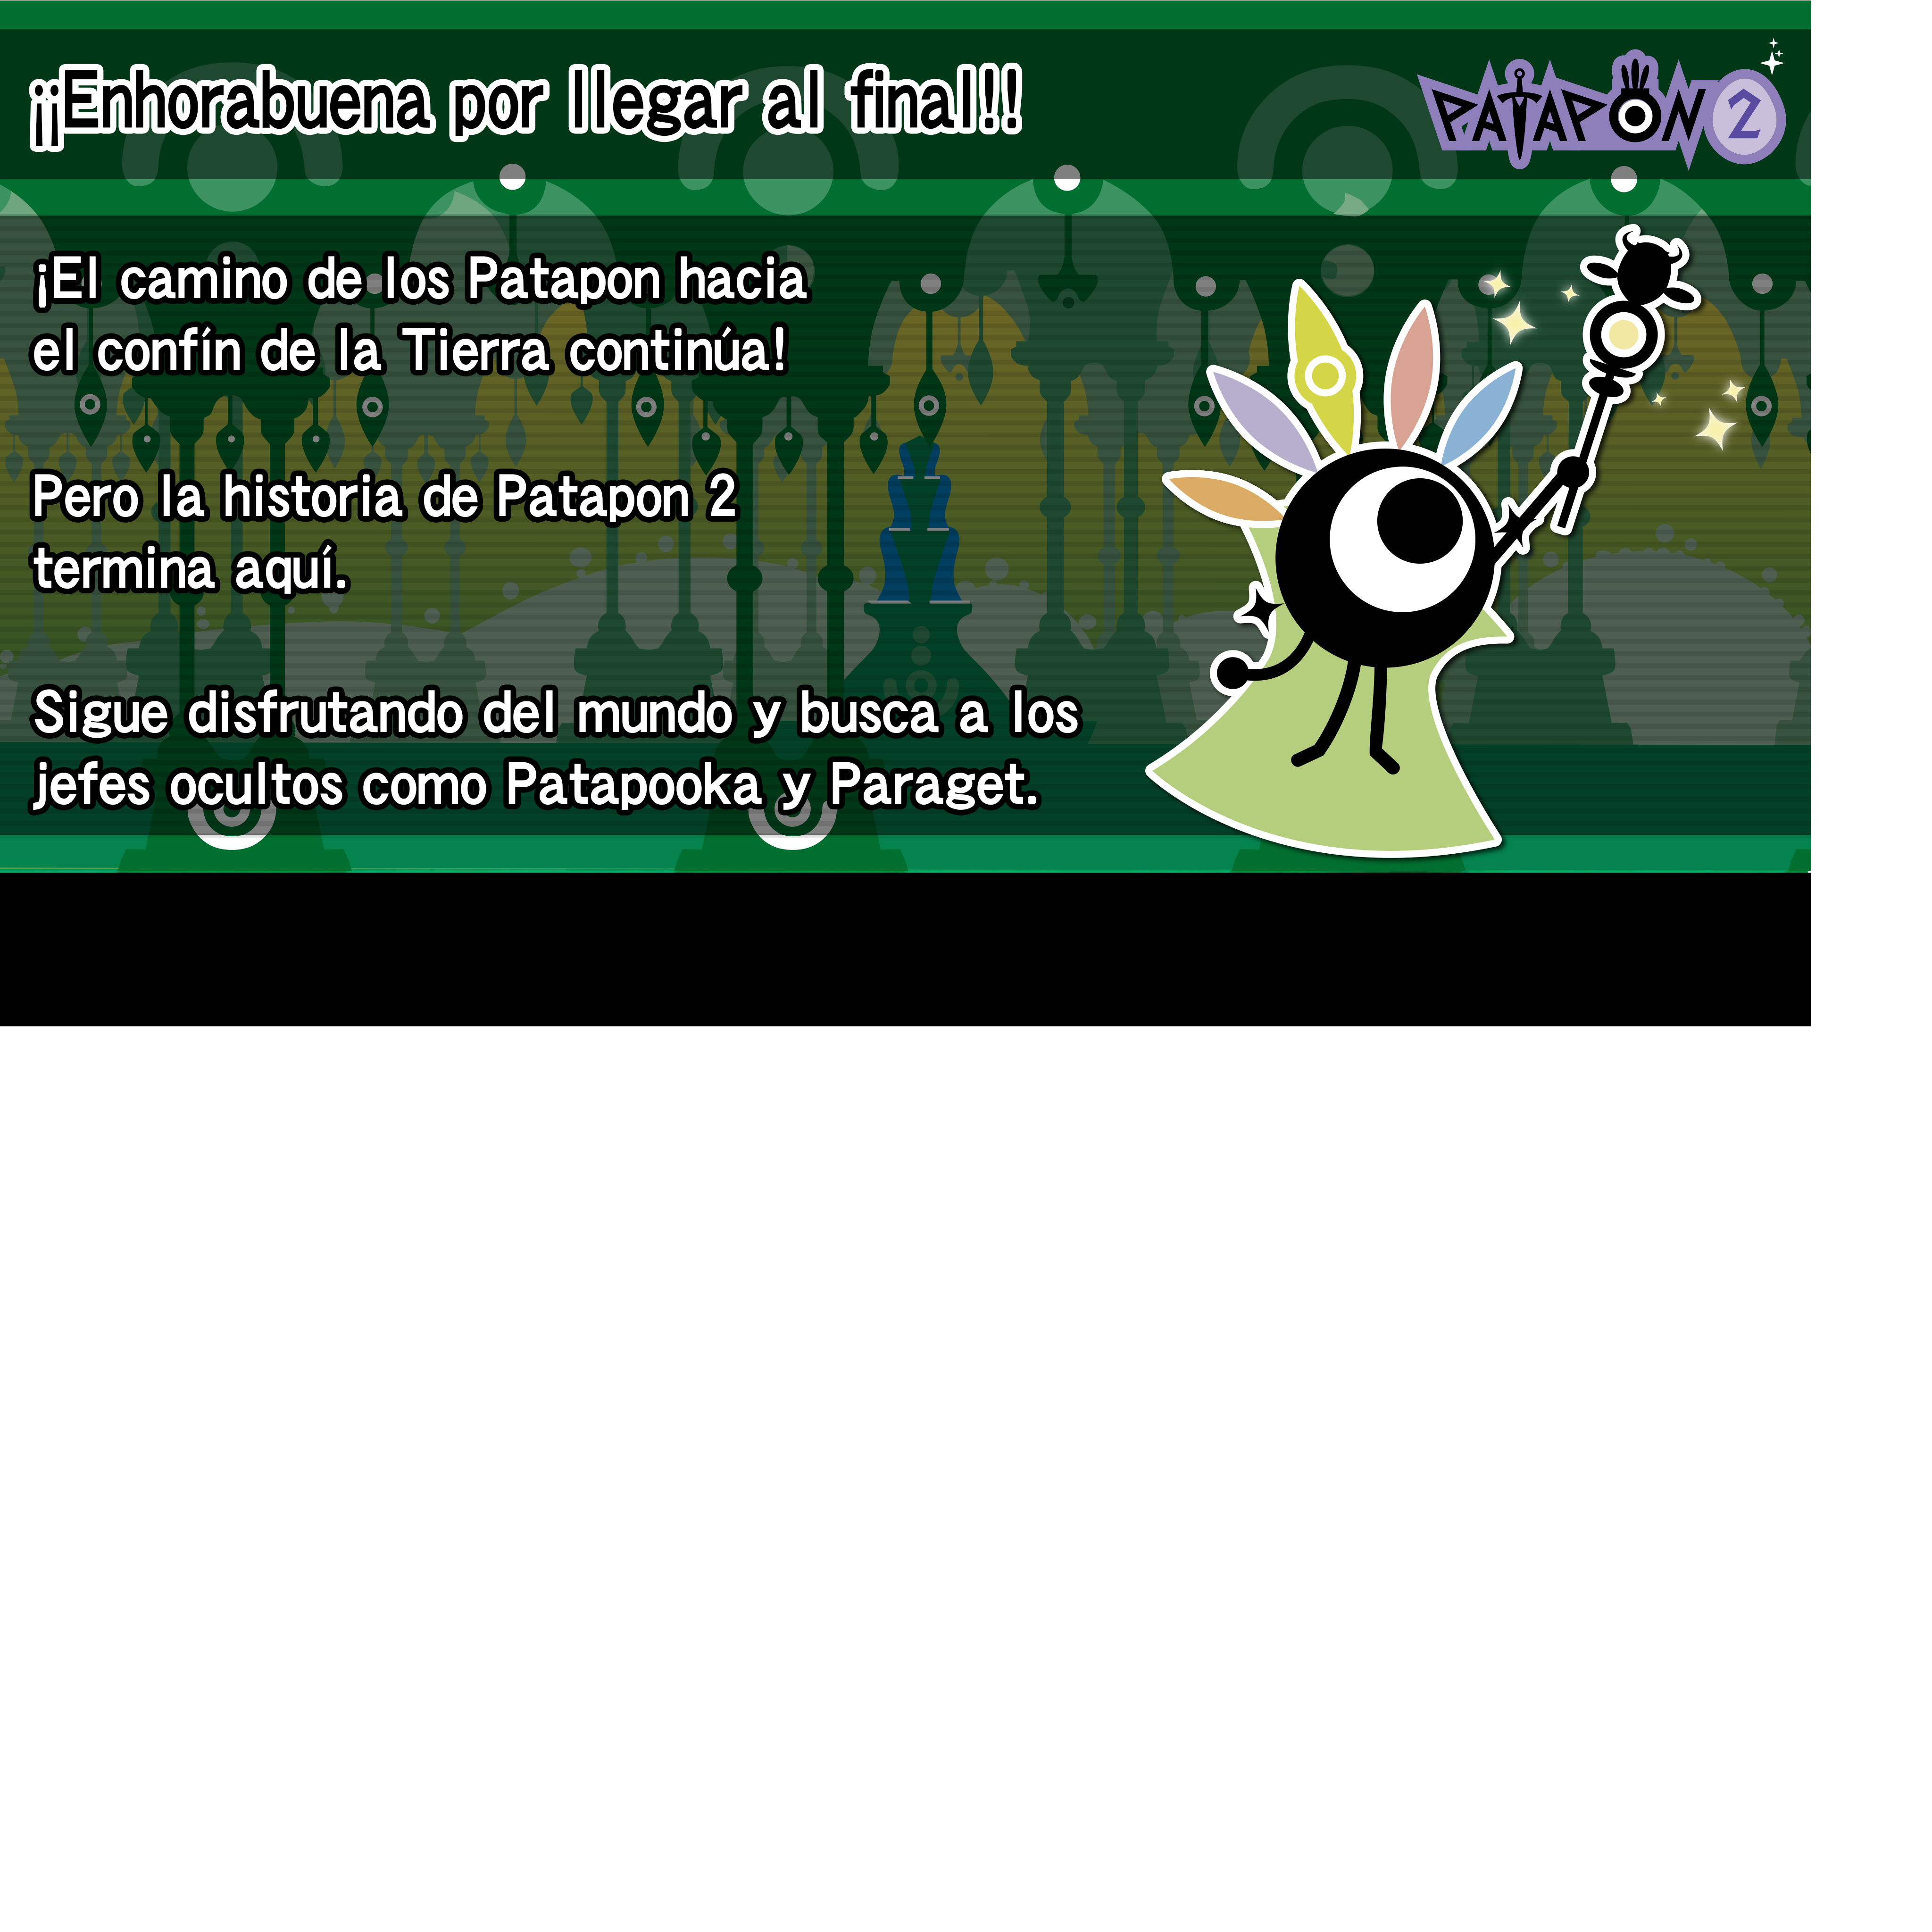 ¡¡Enhorabuena por llegar al final!!
PATAPON 2
¡El camino de los Patapon hacia
el confín de la Tierra continúa!
Pero la historia de Patapon 2
termina aquí.
Sigue disfrutando del mundo y busca a los
jefes ocultos como Patapooka y Paraget.